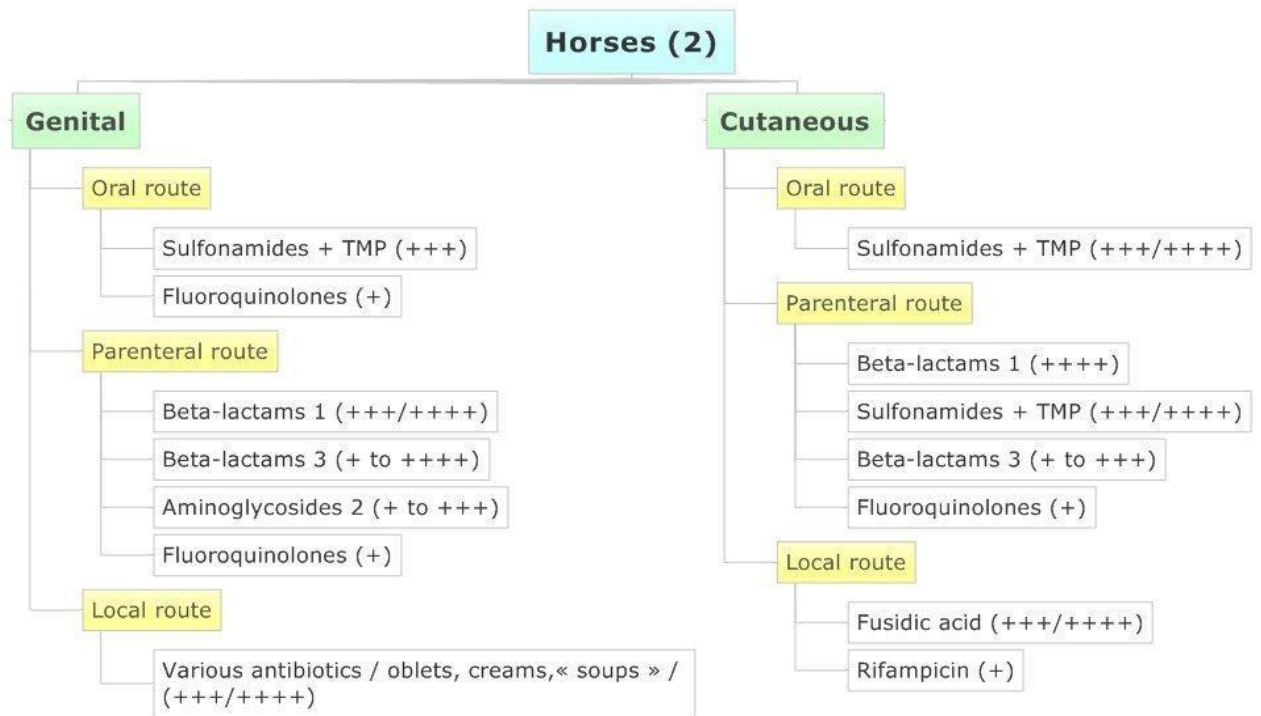 Horses (2)
Genital
Oral route
Sulfonamides + TMP (+++)
Fluoroquinolones (+)
Parenteral route
Beta-lactams 1 (+++/++++)
Beta-lactams 3 (+ to ++++)
Aminoglycosides 2 (+ to +++)
Fluoroquinolones (+)
Local route
Various antibiotics / oblets, creams,« soups » /
(+++/++++)
Cutaneous
Oral route
Sulfonamides + TMP (+++/++++)
Parenteral route
Beta-lactams 1 (++++)
Sulfonamides + TMP (+++/++++)
Beta-lactams 3 (+ to +++)
Fluoroquinolones (+)
Local route
Fusidic acid (+++/++++)
Rifampicin (+)